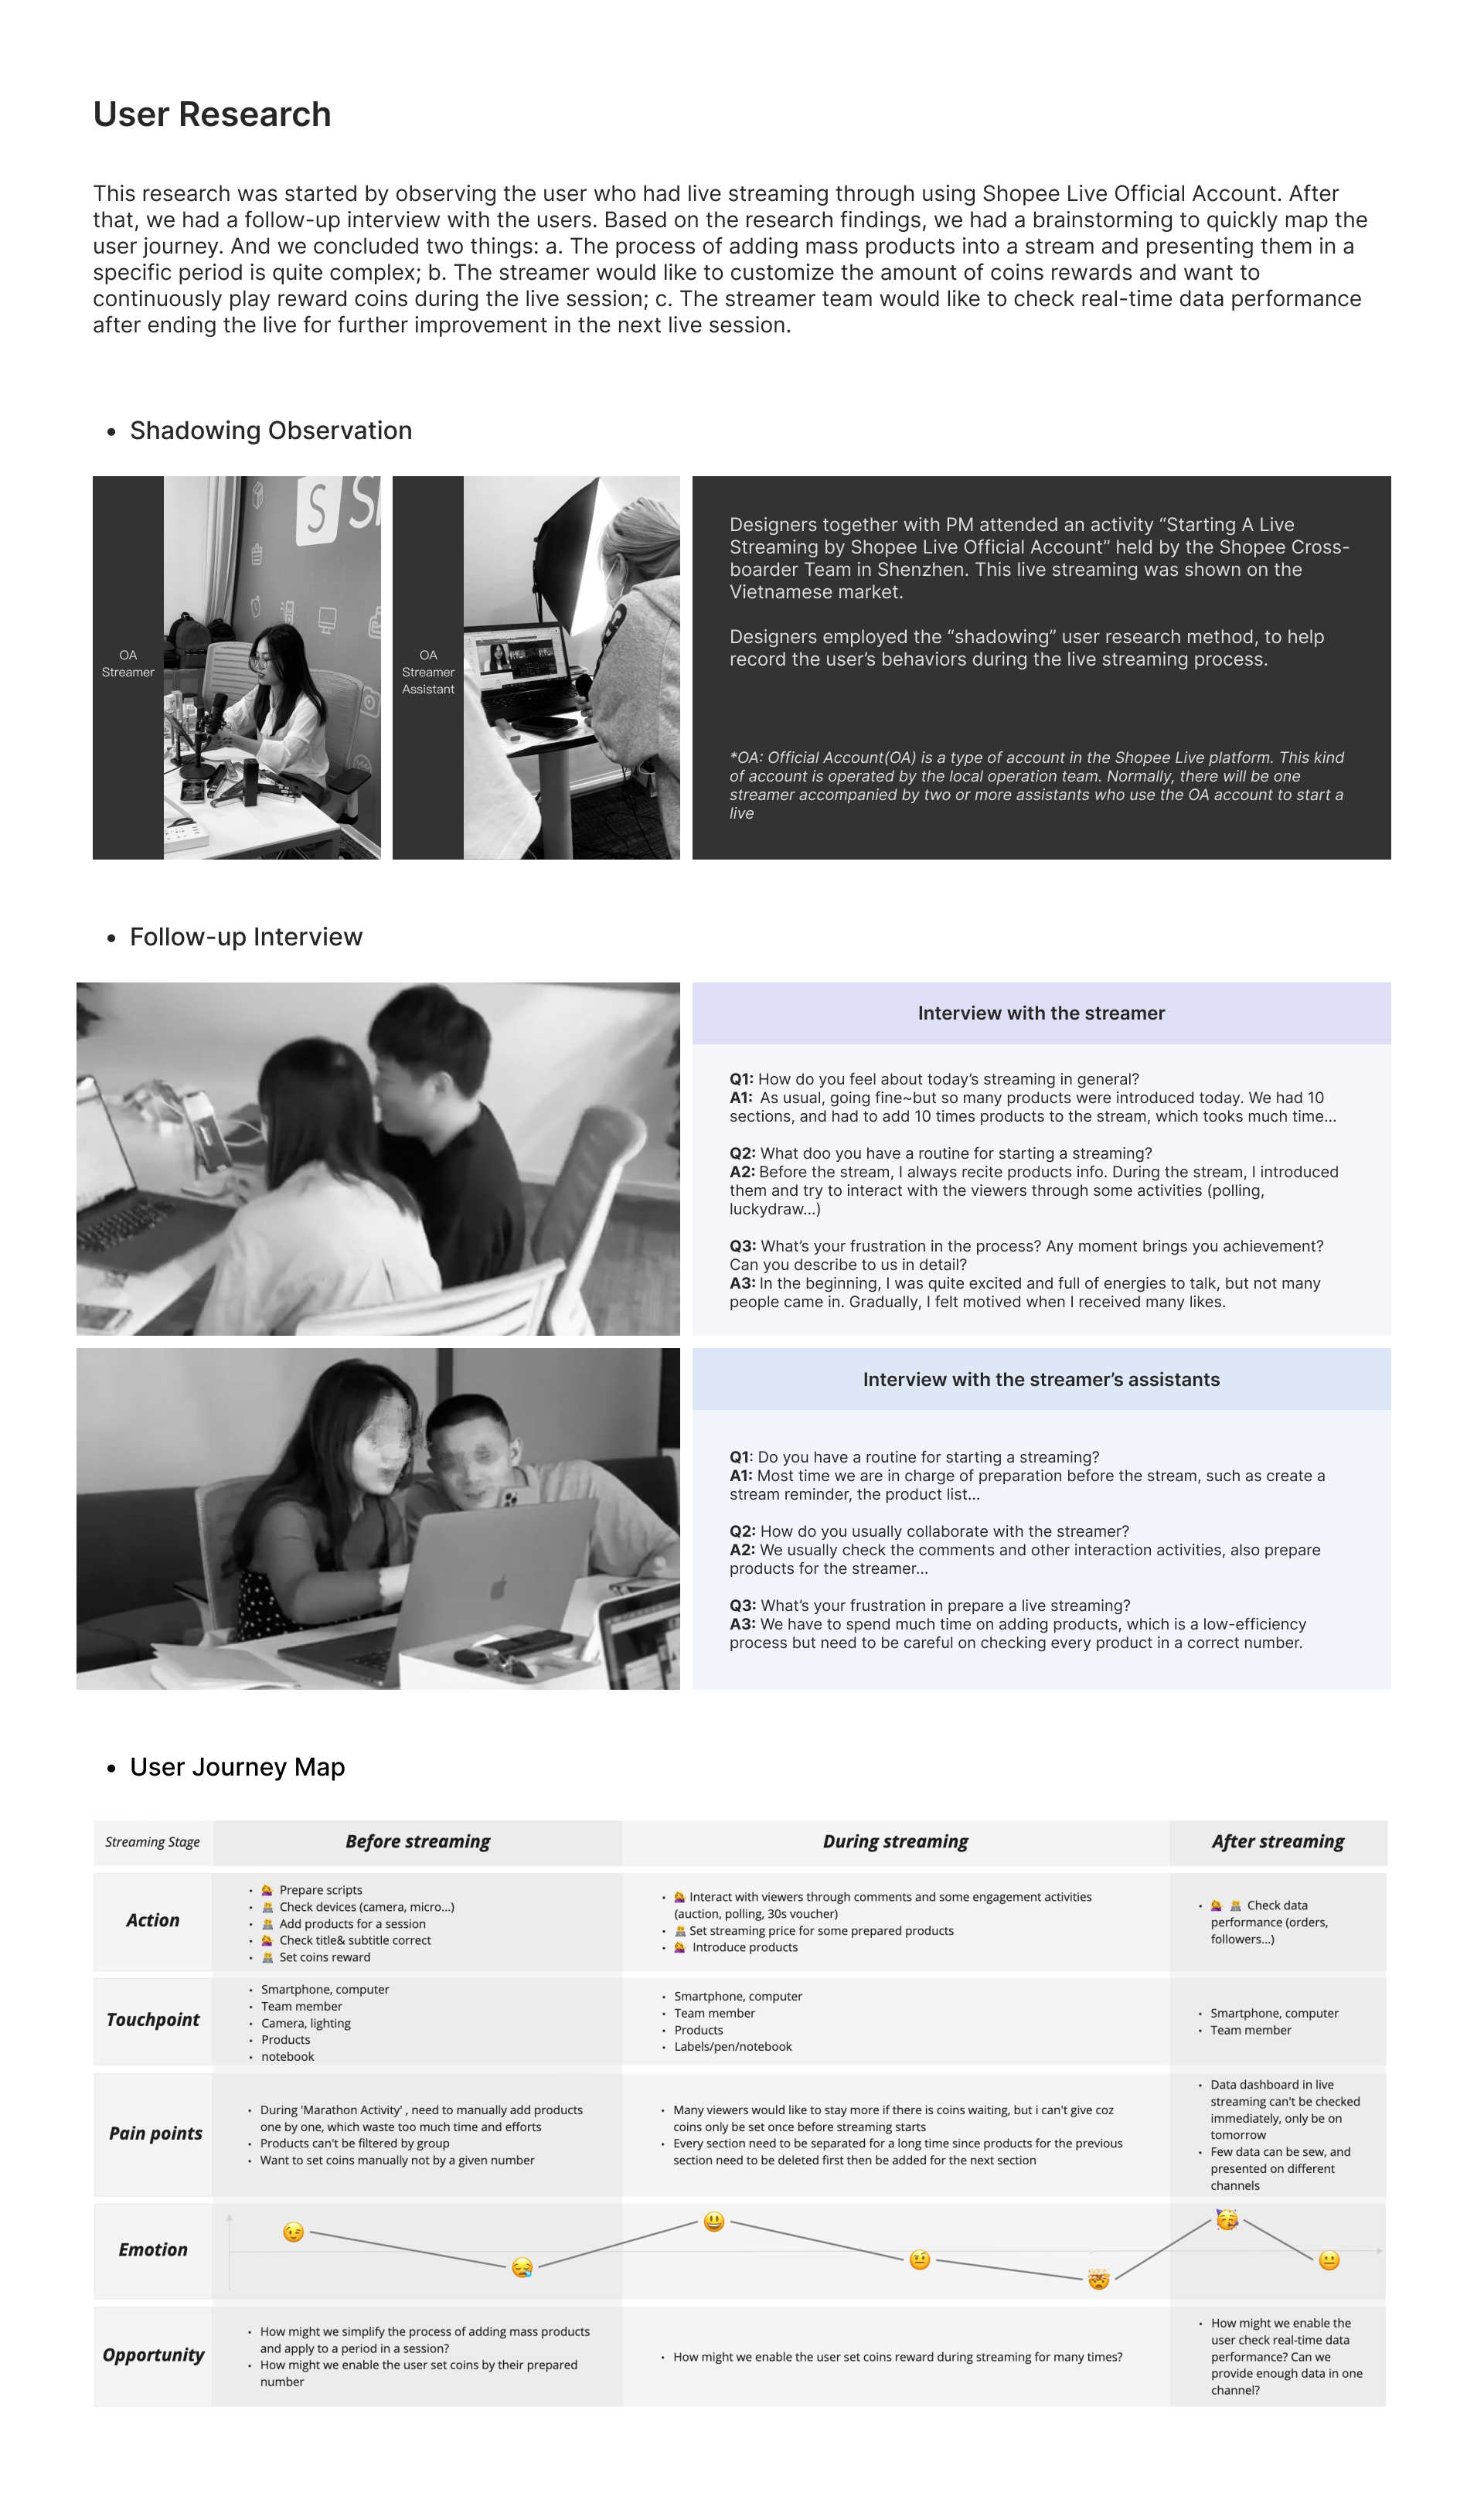 User Research
This research was started by observing the user who had live streaming through using Shopee Live Official Account. After
that, we had a follow-up interview with the users. Based on the research findings, we had a brainstorming to quickly map the
user journey. And we concluded two things: a. The process of adding mass products into a stream and presenting them in a
specific period is quite complex; b. The streamer would like to customize the amount of coins rewards and want to
continuously play reward coins during the live session; c. The streamer team would like to check real-time data performance
after ending the live for further improvement in the next live session.
• Shadowing Observation
OA
Streamer
OA
Streamer
Assistant
Designers together with PM attended an activity “Starting A Live
Streaming by Shopee Live Official Account” held by the Shopee Cross-
boarder Team in Shenzhen. This live streaming was shown on the
Vietnamese market.
Designers employed the “shadowing” user research method, to help
record the user’s behaviors during the live streaming process.
*OA: Official Account(OA) is a type of account in the Shopee Live platform. This kind
of account is operated by the local operation team. Normally, there will be one
streamer accompanied by two or more assistants who use the OA account to start a
live
• Follow-up Interview
Interview with the streamer
Q1: How do you feel about today’s streaming in general?
A1: As usual, going fine~but so many products were introduced today. We had 10
sections, and had to add 10 times products to the stream, which tooks much time...
Q2: What doo you have a routine for starting a streaming?
A2: Before the stream, I always recite products info. During the stream, I introduced
them and try to interact with the viewers through some activities (polling,
luckydraw...)
Q3: What’s your frustration in the process? Any moment brings you achievement?
Can you describe to us in detail?
A3: In the beginning, I was quite excited and full of energies to talk, but not many
people came in. Gradually, I felt motived when I received many likes.
Interview with the streamer’s assistants
Q1: Do you have a routine for starting a streaming?
A1: Most time we are in charge of preparation before the stream, such as create a
stream reminder, the product list...
Q2: How do you usually collaborate with the streamer?
A2: We usually check the comments and other interaction activities, also prepare
products for the streamer...
Q3: What’s your frustration in prepare a live streaming?
A3: We have to spend much time on adding products, which is a low-efficiency
process but need to be careful on checking every product in a correct number.
• User Journey Map
Streaming Stage
Before streaming
During streaming
After streaming
Action
• Prepare scripts
• Check devices (camera, micro...)
• Add products for a session
• Check title& subtitle correct
• Set coins reward
• Interact with viewers through comments and some engagement activities
(auction, polling, 30s voucher)
• Set streaming price for some prepared products
• Introduce products
• Check data
performance (orders,
followers...)
Touchpoint
• Smartphone, computer
• Team member
• Camera, lighting
• Products
• notebook
• Smartphone, computer
• Team member
• Products
• Labels/pen/notebook
• Smartphone, computer
• Team member
Pain points
• During 'Marathon Activity' , need to manually add products
one by one, which waste too much time and efforts
• Products can't be filtered by group
• Want to set coins manually not by a given number
• Many viewers would like to stay more if there is coins waiting, but i can't give coz
coins only be set once before streaming starts
• Every section need to be separated for a long time since products for the previous
section need to be deleted first then be added for the next section
• Data dashboard in live
streaming can't be checked
immediately, only be on
tomorrow
• Few data can be sew, and
presented on different
channels
Emotion
Opportunity
• How might we simplify the process of adding mass products
and apply to a period in a session?
• How might we enable the user set coins by their prepared
number
• How might we enable the user set coins reward during streaming for many times?
• How might we enable the
user check real-time data
performance? Can we
provide enough data in one
channel?